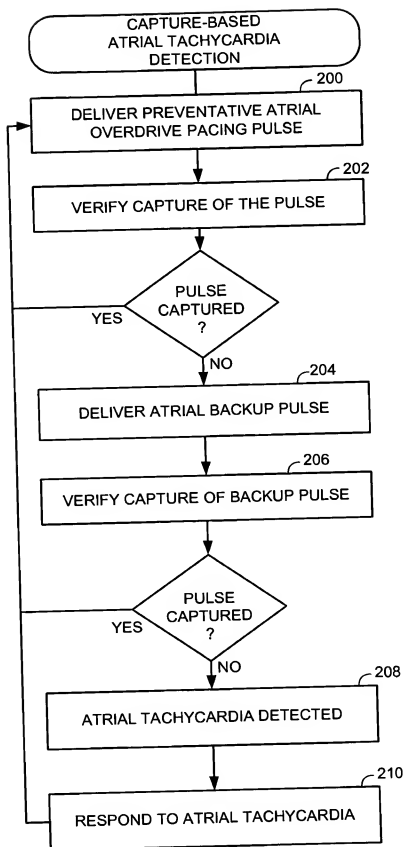 CAPTURE-BASED
ATRIAL TACHYCARDIA
DETECTION
200
DELIVER PREVENTATIVE ATRIAL
OVERDRIVE PACING PULSE
202
VERIFY CAPTURE OF THE PULSE
PULSE
CAPTURED
?
YES
NO
204
DELIVER ATRIAL BACKUP PULSE
206
VERIFY CAPTURE OF BACKUP PULSE
PULSE
CAPTURED
?
YES
NO
208
ATRIAL TACHYCARDIA DETECTED
210
RESPOND TO ATRIAL TACHYCARDIA